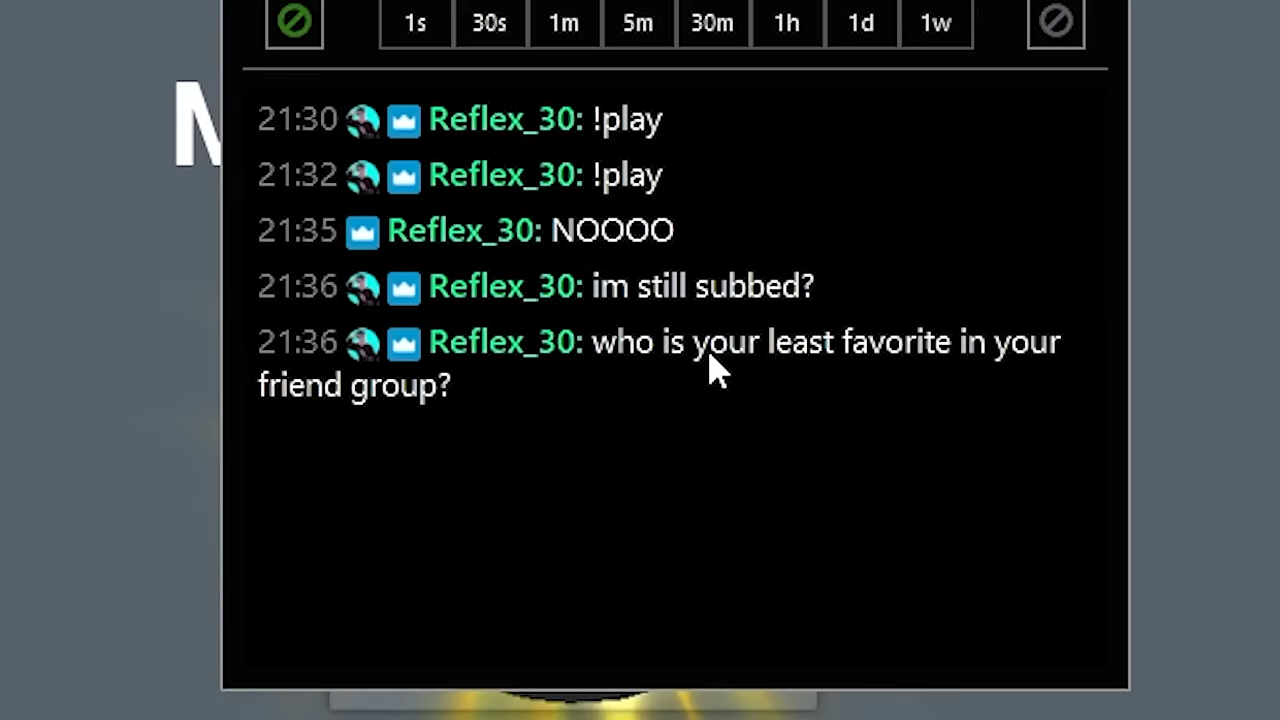 1s 30s 1m 5m 30m 1h 1d 1w
21:30 Reflex_30: !play
21:32 Reflex_30: !play
21:35 Reflex_30: NOOOO
21:36 Reflex_30: im still subbed?
21:36 Reflex_30: who is your least favorite in your
friend group?